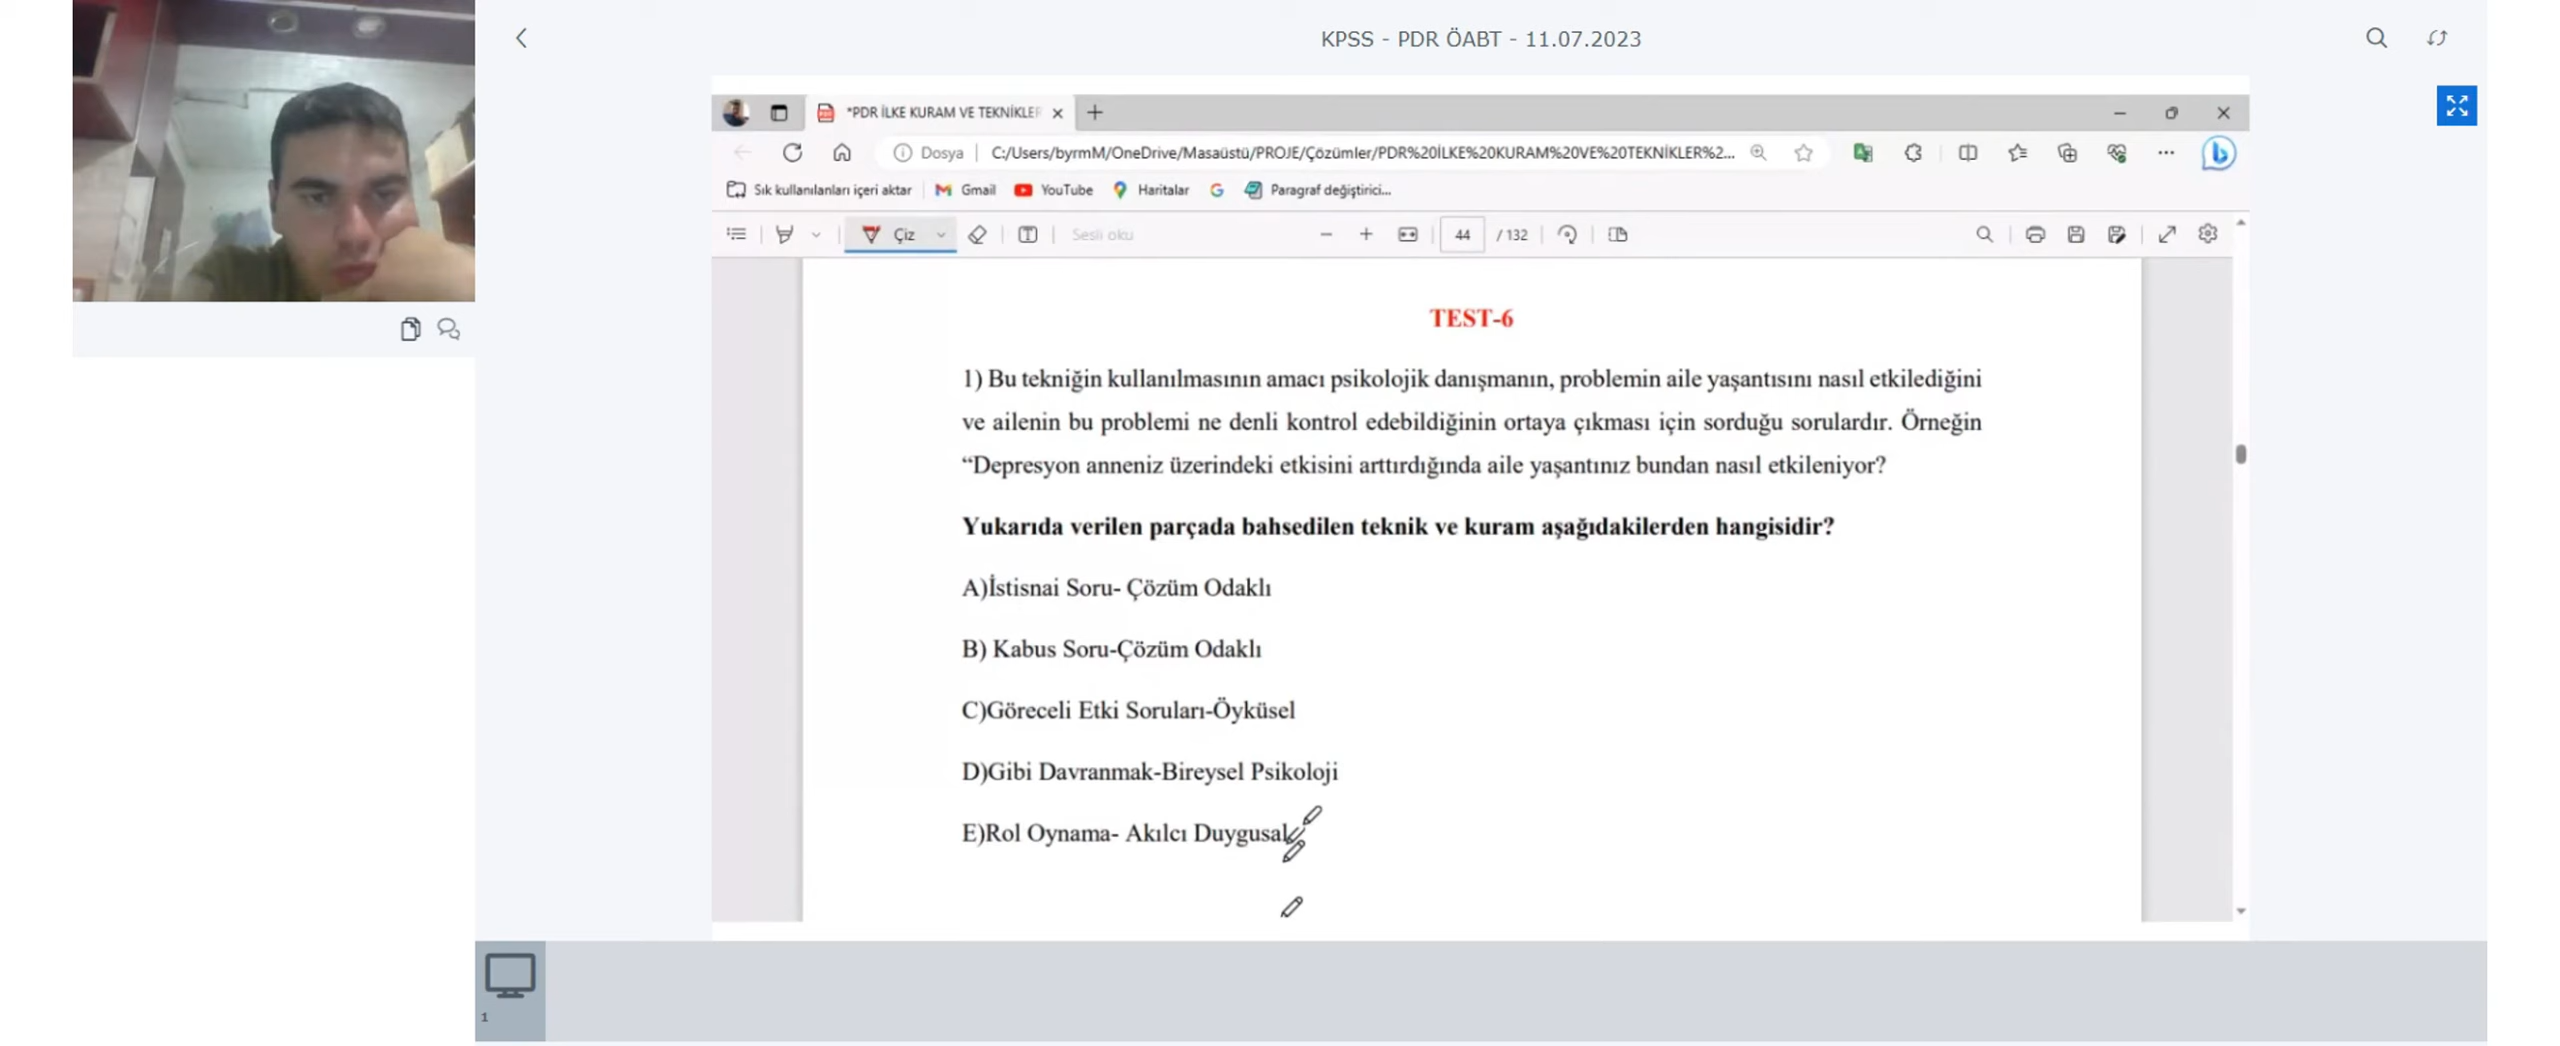 KPSS - PDR ÖABT - 11.07.2023
*PDR İLKE KURAM VE TEKNİKLER
Dosya | C:/Users/byrmM/OneDrive/Masaüstü/PROJE/Çözümler/PDR%20İLKE%20KURAM%20VE%20TEKNİKLER%2...
Sık kullanılanları içeri aktar Gmail YouTube Haritalar Paragraf değiştirici...
Çiz Sesli oku 44 / 132
TEST-6
1) Bu tekniğin kullanılmasının amacı psikolojik danışmanın, problemin aile yaşantısını nasıl etkilediğini
ve ailenin bu problemi ne denli kontrol edebildiğinin ortaya çıkması için sorduğu sorulardır. Örneğin
“Depresyon anneniz üzerindeki etkisini arttırdığında aile yaşantınız bundan nasıl etkileniyor?
Yukarıda verilen parçada bahsedilen teknik ve kuram aşağıdakilerden hangisidir?
A)İstisnai Soru- Çözüm Odaklı
B) Kabus Soru-Çözüm Odaklı
C)Göreceli Etki Soruları-Öyküsel
D)Gibi Davranmak-Bireysel Psikoloji
E)Rol Oynama- Akılcı Duygusal
1